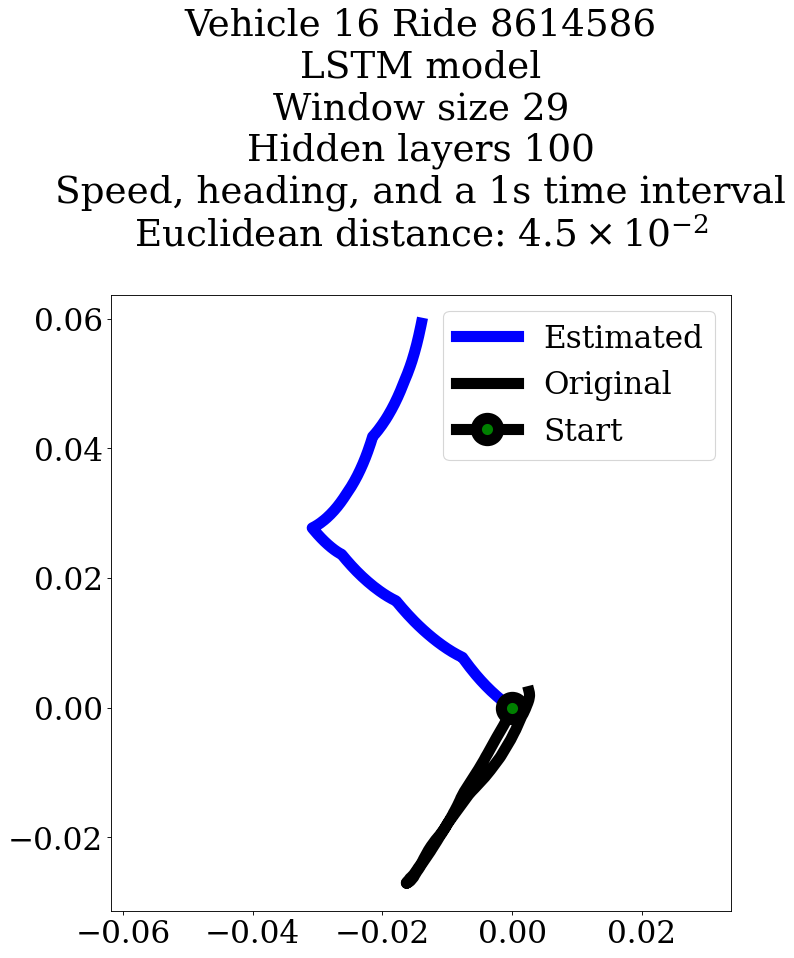 Vehicle 16 Ride 8614586
LSTM model
Window size 29
Hidden layers 100
Speed, heading, and a 1s time interval
Euclidean distance: 4.5 × 10⁻²
Estimated
Original
Start
0.06
0.04
0.02
0.00
−0.02
−0.06 −0.04 −0.02 0.00 0.02